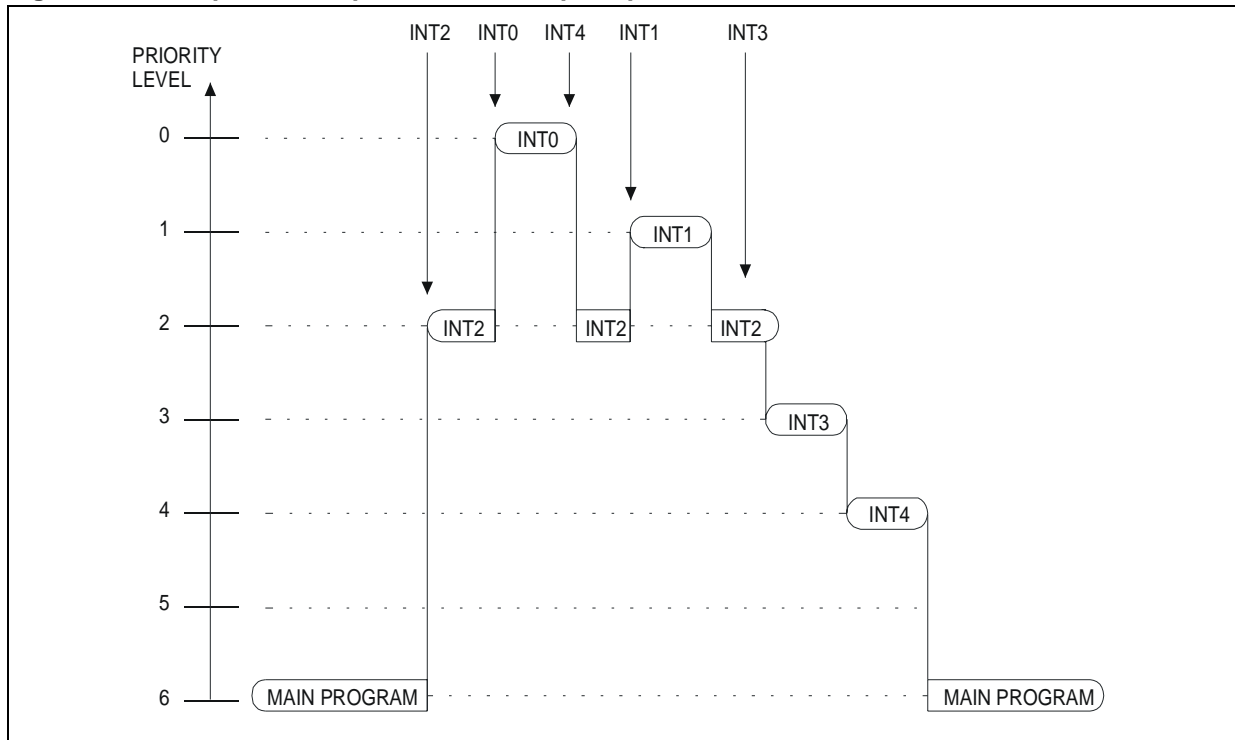 INT2 INT0 INT4 INT1 INT3
PRIORITY
LEVEL
0 INT0
1 INT1
2 INT2 INT2 INT2
3 INT3
4 INT4
5
6 MAIN PROGRAM MAIN PROGRAM